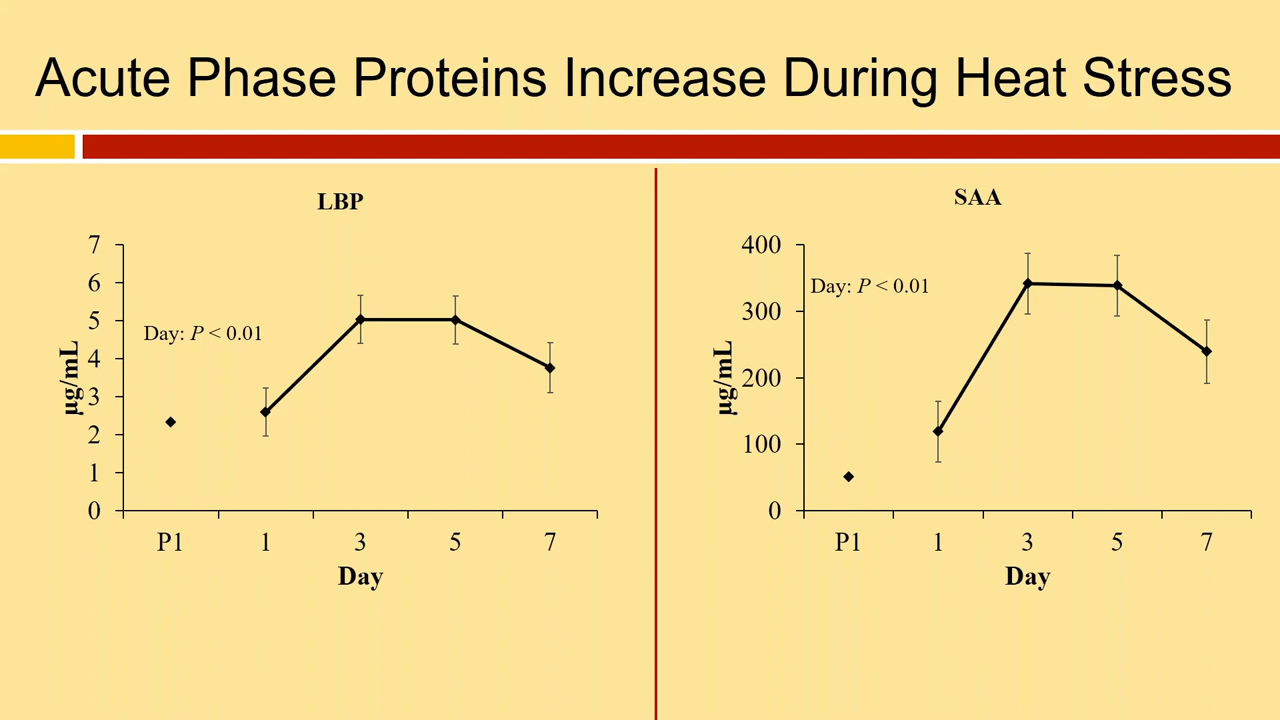 Acute Phase Proteins Increase During Heat Stress
LBP
7
6
5
4
3
2
1
0
µg/mL
Day: P < 0.01
P1 1 3 5 7
Day
SAA
400
300
200
100
0
µg/mL
Day: P < 0.01
P1 1 3 5 7
Day